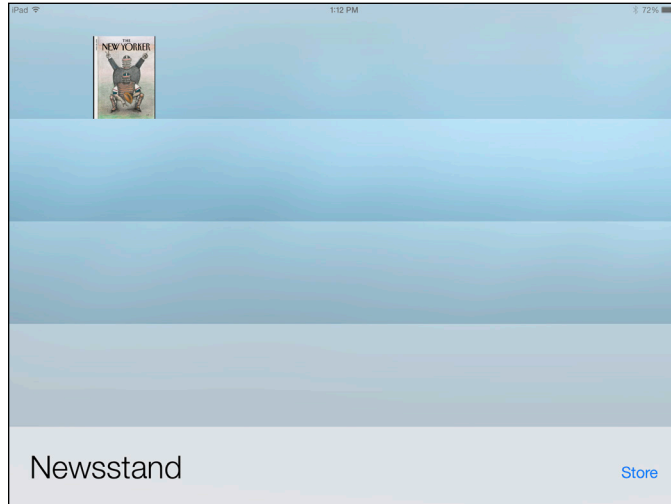 iPad
1:12 PM
72%
THE
NEW YORKER
Newsstand
Store